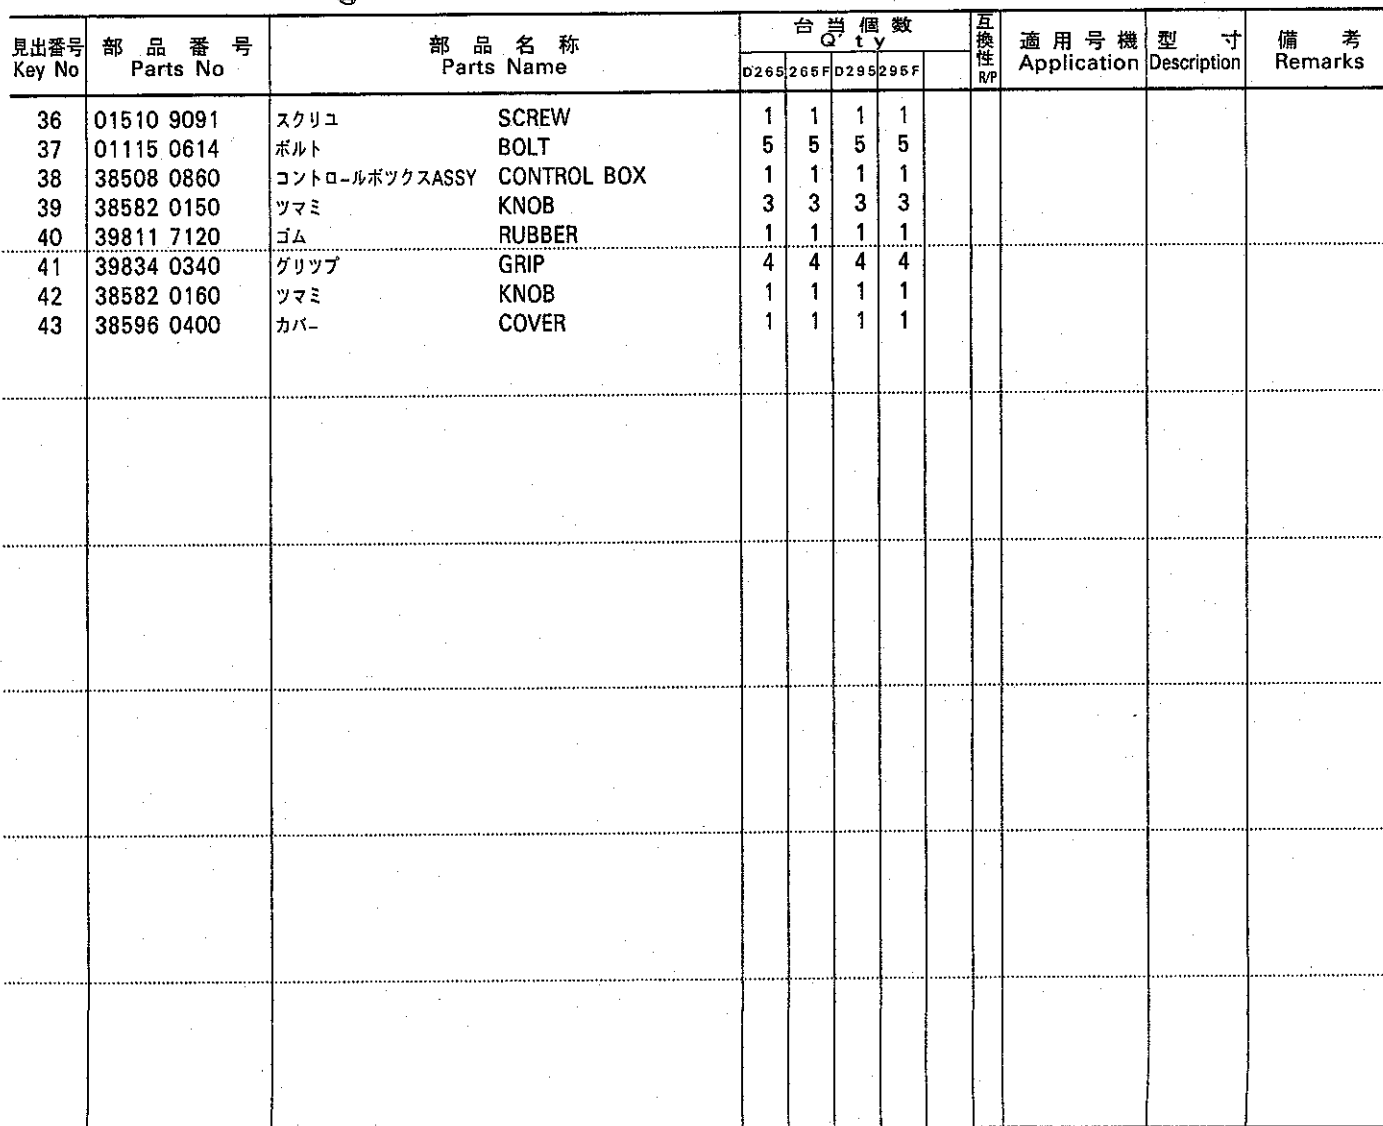 見出番号 部品番号 部品名称 台当個数 互換性 適用号機 型寸 備考
Key No Parts No Parts Name Q'ty R/P Application Description Remarks
D265 265F D295 295F
36 01510 9091 スクリユ SCREW 1 1 1 1
37 01115 0614 ボルト BOLT 5 5 5 5
38 38508 0860 コントロールボツクスASSY CONTROL BOX 1 1 1 1
39 38582 0150 ツマミ KNOB 3 3 3 3
40 39811 7120 ゴム RUBBER 1 1 1 1
41 39834 0340 グリツプ GRIP 4 4 4 4
42 38582 0160 ツマミ KNOB 1 1 1 1
43 38596 0400 カバー COVER 1 1 1 1